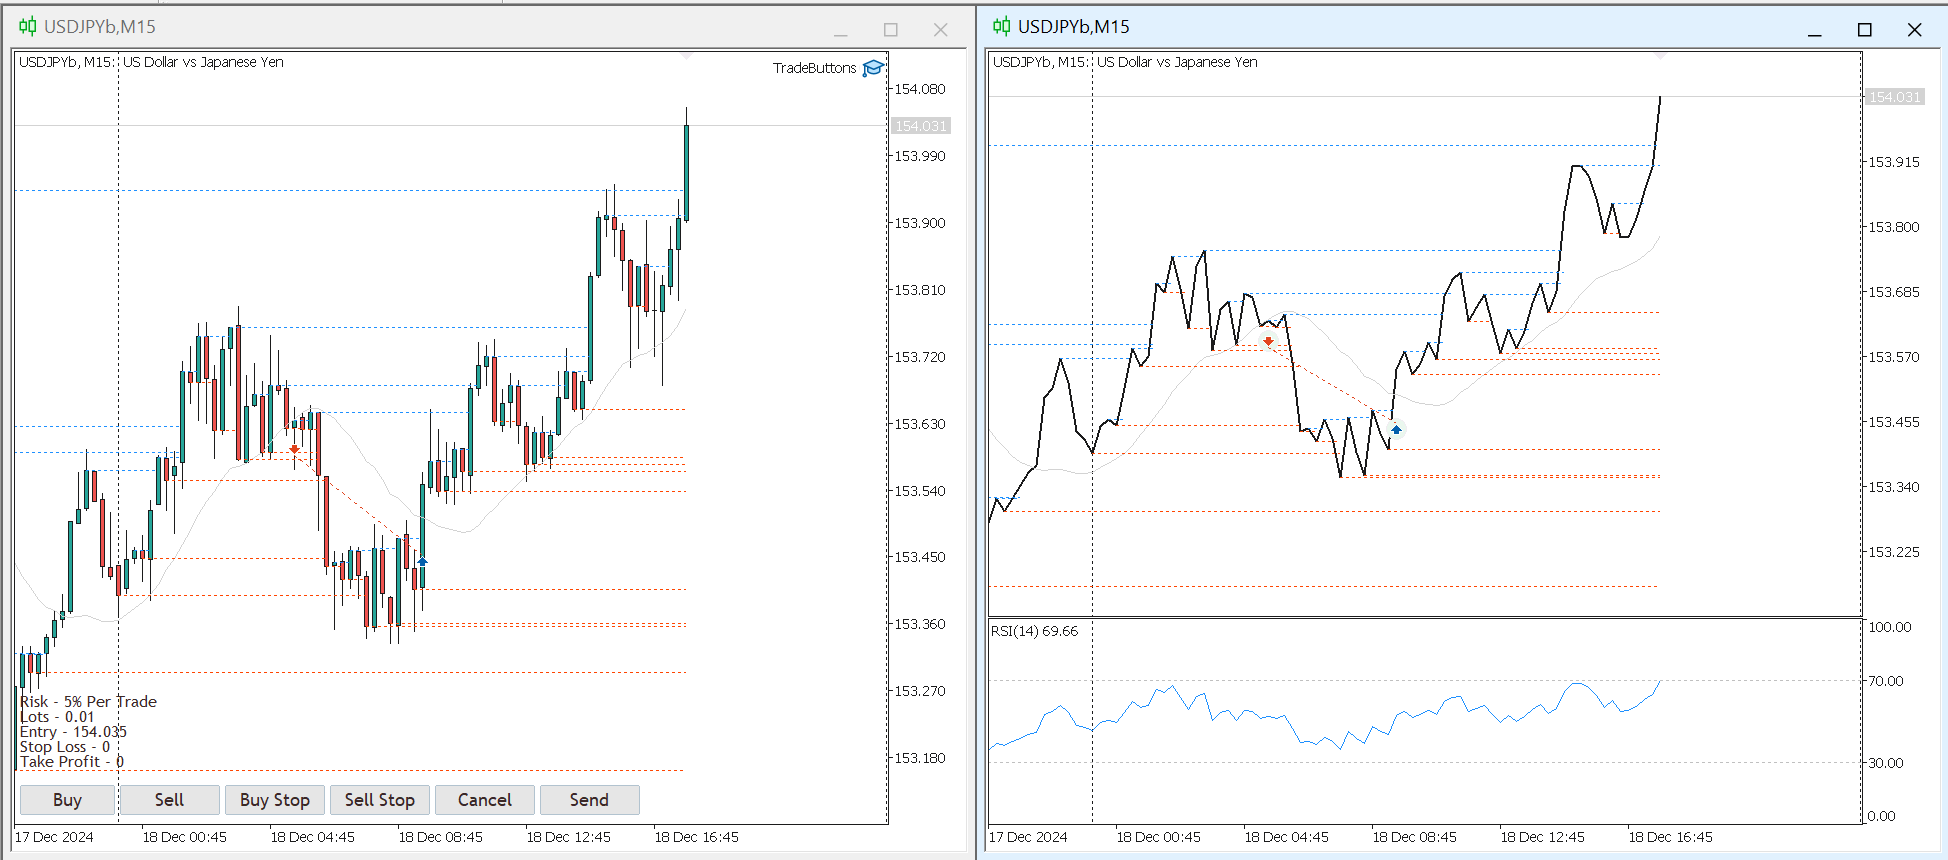 USDJPYb,M15
USDJPYb, M15: US Dollar vs Japanese Yen
TradeButtons
154.080
154.031
153.990
153.900
153.810
153.720
153.630
153.540
153.450
153.360
153.270
153.180
Risk - 5% Per Trade
Lots - 0.01
Entry - 154.035
Stop Loss - 0
Take Profit - 0
Buy Sell Buy Stop Sell Stop Cancel Send
17 Dec 2024 18 Dec 00:45 18 Dec 04:45 18 Dec 08:45 18 Dec 12:45 18 Dec 16:45
USDJPYb,M15
USDJPYb, M15: US Dollar vs Japanese Yen
154.031
153.915
153.800
153.685
153.570
153.455
153.340
153.225
RSI(14) 69.66
100.00
70.00
30.00
0.00
17 Dec 2024 18 Dec 00:45 18 Dec 04:45 18 Dec 08:45 18 Dec 12:45 18 Dec 16:45